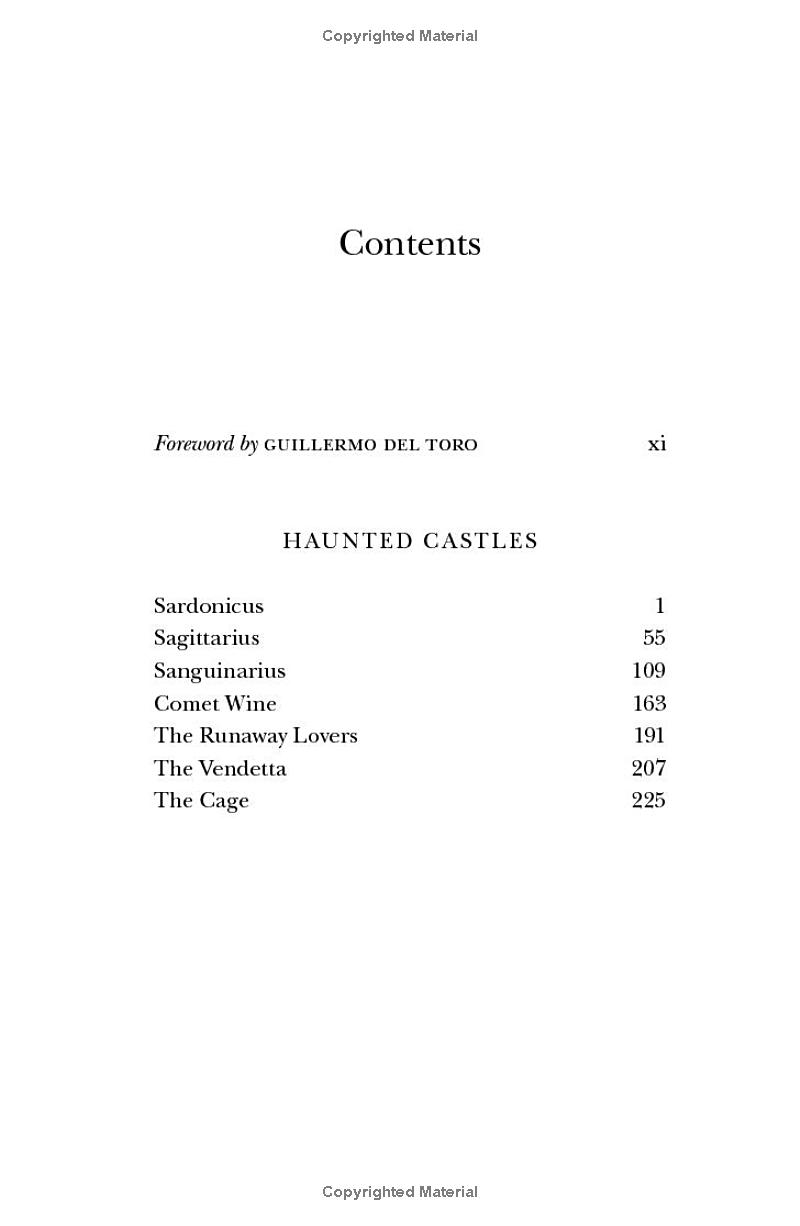 Copyrighted Material
Contents
Foreword by GUILLERMO DEL TORO xi
HAUNTED CASTLES
Sardonicus 1
Sagittarius 55
Sanguinarius 109
Comet Wine 163
The Runaway Lovers 191
The Vendetta 207
The Cage 225
Copyrighted Material